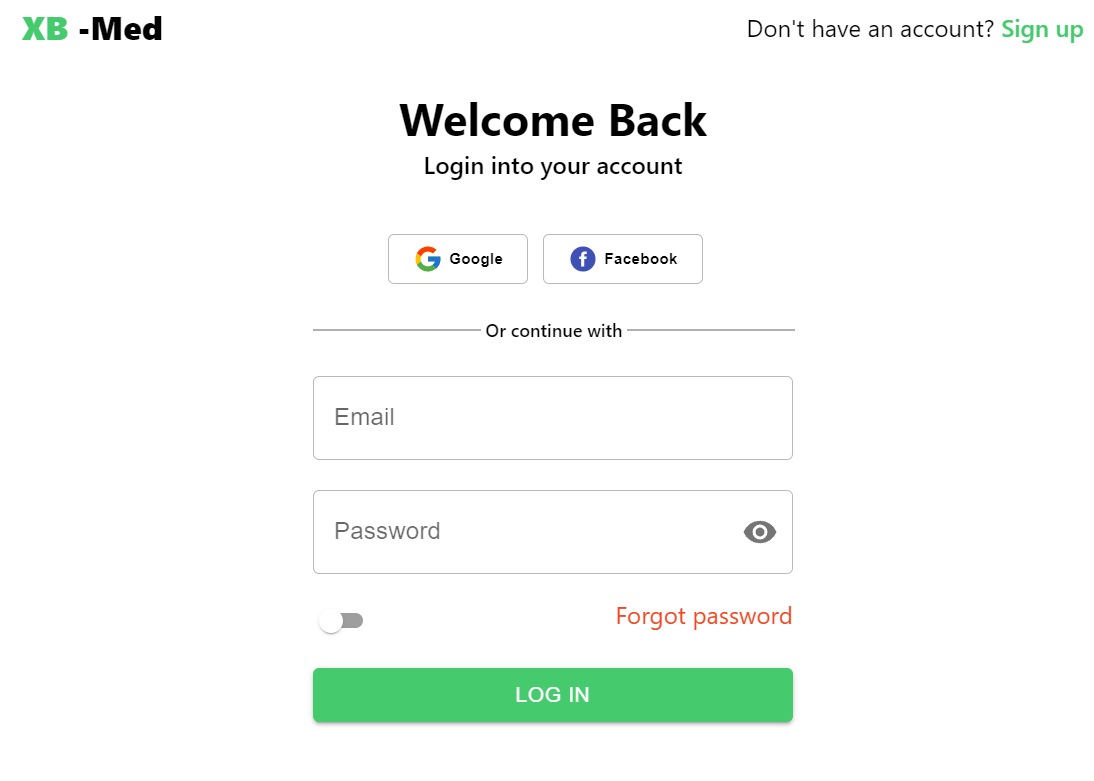 XB -Med
Don't have an account? Sign up
Welcome Back
Login into your account
Google
Facebook
Or continue with
Email
Password
Forgot password
LOG IN